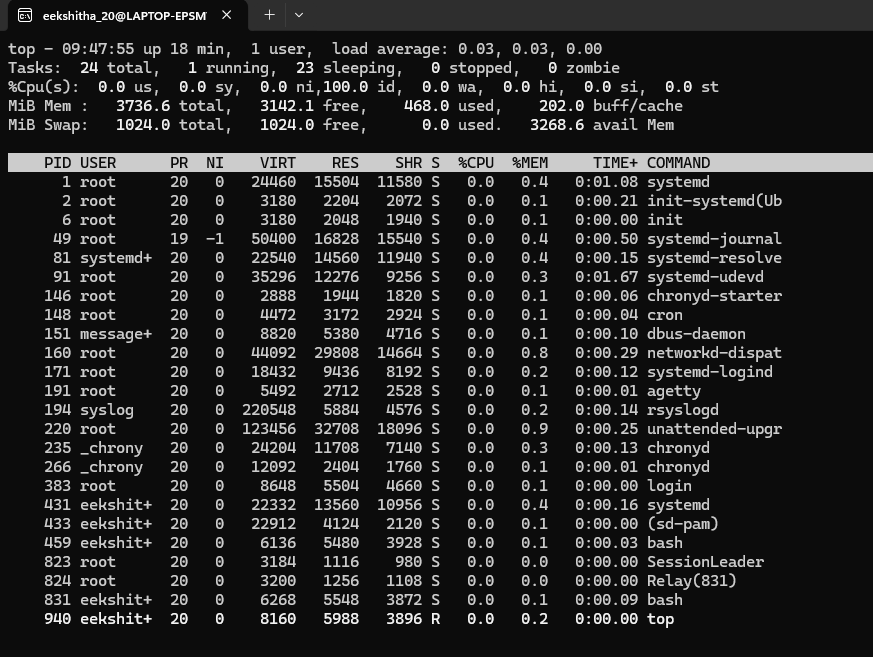 eekshitha_20@LAPTOP-EPSM
top - 09:47:55 up 18 min,  1 user,  load average: 0.03, 0.03, 0.00
Tasks:  24 total,   1 running,  23 sleeping,   0 stopped,   0 zombie
%Cpu(s):  0.0 us,  0.0 sy,  0.0 ni,100.0 id,  0.0 wa,  0.0 hi,  0.0 si,  0.0 st
MiB Mem :   3736.6 total,   3142.1 free,    468.0 used,    202.0 buff/cache
MiB Swap:   1024.0 total,   1024.0 free,      0.0 used.   3268.6 avail Mem
    PID USER      PR  NI    VIRT    RES    SHR S  %CPU  %MEM     TIME+ COMMAND
      1 root      20   0   24460  15504  11580 S   0.0   0.4   0:01.08 systemd
      2 root      20   0    3180   2204   2072 S   0.0   0.1   0:00.21 init-systemd(Ub
      6 root      20   0    3180   2048   1940 S   0.0   0.1   0:00.00 init
     49 root      19  -1   50400  16828  15540 S   0.0   0.4   0:00.50 systemd-journal
     81 systemd+  20   0   22540  14560  11940 S   0.0   0.4   0:00.15 systemd-resolve
     91 root      20   0   35296  12276   9256 S   0.0   0.3   0:01.67 systemd-udevd
    146 root      20   0    2888   1944   1820 S   0.0   0.1   0:00.06 chronyd-starter
    148 root      20   0    4472   3172   2924 S   0.0   0.1   0:00.04 cron
    151 message+  20   0    8820   5380   4716 S   0.0   0.1   0:00.10 dbus-daemon
    160 root      20   0   44092  29808  14664 S   0.0   0.8   0:00.29 networkd-dispat
    171 root      20   0   18432   9436   8192 S   0.0   0.2   0:00.12 systemd-logind
    191 root      20   0    5492   2712   2528 S   0.0   0.1   0:00.01 agetty
    194 syslog    20   0  220548   5884   4576 S   0.0   0.2   0:00.14 rsyslogd
    220 root      20   0  123456  32708  18096 S   0.0   0.9   0:00.25 unattended-upgr
    235 _chrony   20   0   24204  11708   7140 S   0.0   0.3   0:00.13 chronyd
    266 _chrony   20   0   12092   2404   1760 S   0.0   0.1   0:00.01 chronyd
    383 root      20   0    8648   5504   4660 S   0.0   0.1   0:00.00 login
    431 eekshit+  20   0   22332  13560  10956 S   0.0   0.4   0:00.16 systemd
    433 eekshit+  20   0   22912   4124   2120 S   0.0   0.1   0:00.00 (sd-pam)
    459 eekshit+  20   0    6136   5480   3928 S   0.0   0.1   0:00.03 bash
    823 root      20   0    3184   1116    980 S   0.0   0.0   0:00.00 SessionLeader
    824 root      20   0    3200   1256   1108 S   0.0   0.0   0:00.00 Relay(831)
    831 eekshit+  20   0    6268   5548   3872 S   0.0   0.1   0:00.09 bash
    940 eekshit+  20   0    8160   5988   3896 R   0.0   0.2   0:00.00 top